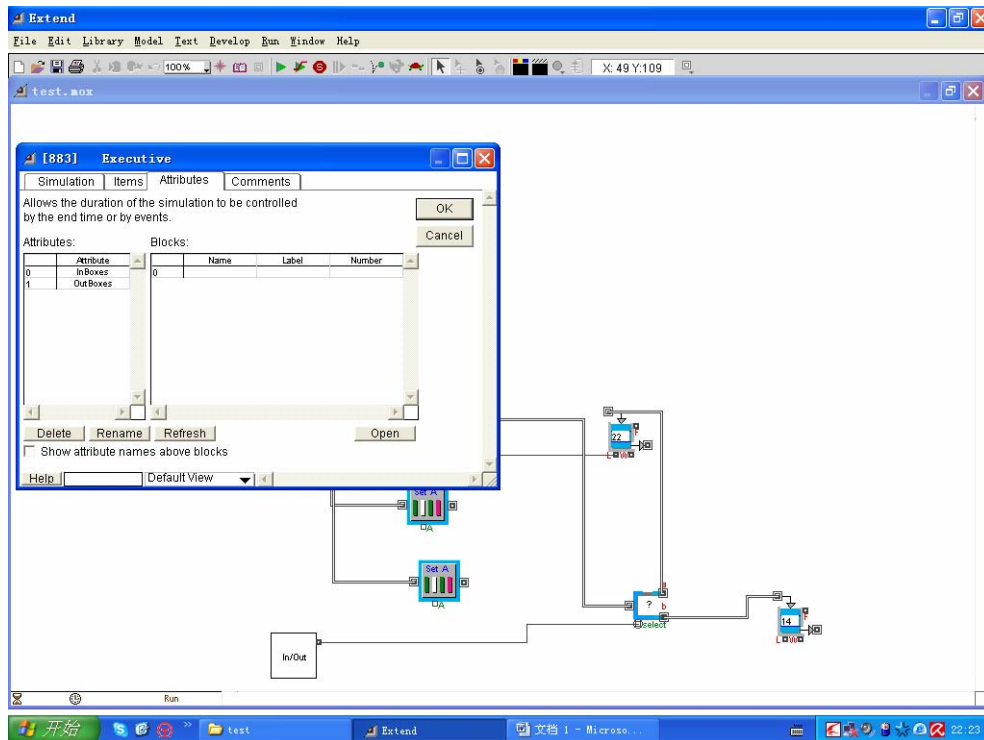 Extend
File Edit Library Model Text Develop Run Window Help
100% X: 49 Y:109
test.mox
[883] Executive
Simulation Items Attributes Comments
Allows the duration of the simulation to be controlled
by the end time or by events.
OK
Cancel
Attributes: Blocks:
Attribute Name Label Number
0 InBoxes 0
1 OutBoxes
Delete Rename Refresh Open
Show attribute names above blocks
Help Default View
22
F
L W
Set A
A
Set A
A
a
? b
select
14
F
L W
In/Out
Run
开始 test Extend 文档 1 - Microso... 22:23